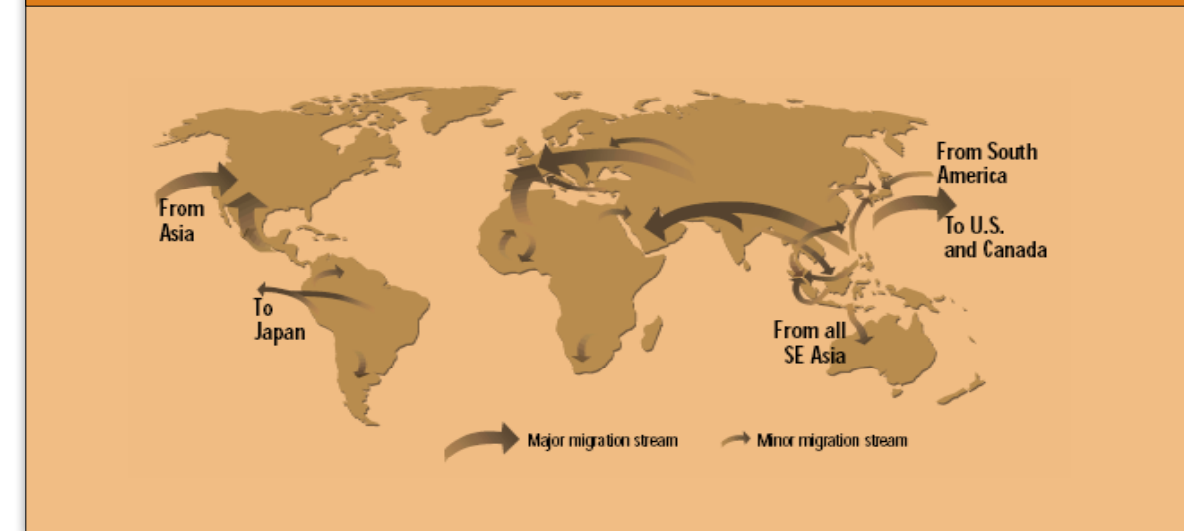 From Asia
To Japan
From South
America
To U.S.
and Canada
From all
SE Asia
Major migration stream
Minor migration stream